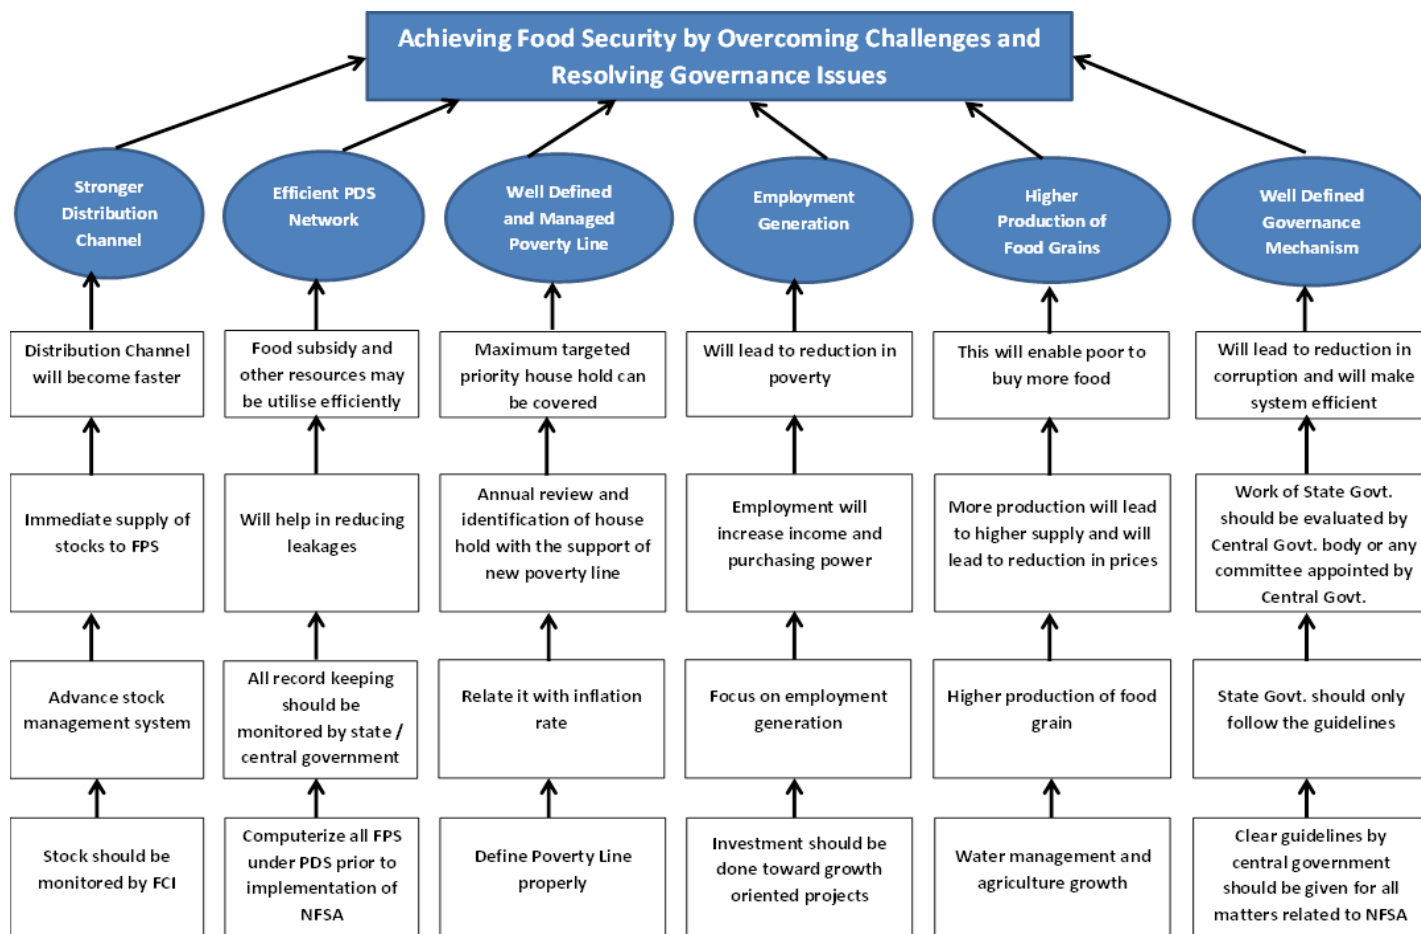 Achieving Food Security by Overcoming Challenges and
Resolving Governance Issues
Stronger
Distribution
Channel
Efficient PDS
Network
Well Defined
and Managed
Poverty Line
Employment
Generation
Higher
Production of
Food Grains
Well Defined
Governance
Mechanism
Distribution Channel
will become faster
Food subsidy and
other resources may
be utilise efficiently
Maximum targeted
priority house hold can
be covered
Will lead to reduction in
poverty
This will enable poor to
buy more food
Will lead to reduction in
corruption and will make
system efficient
Immediate supply of
stocks to FPS
Will help in reducing
leakages
Annual review and
identification of house
hold with the support of
new poverty line
Employment will
increase income and
purchasing power
More production will lead
to higher supply and will
lead to reduction in prices
Work of State Govt.
should be evaluated by
Central Govt. body or any
committee appointed by
Central Govt.
Advance stock
management system
All record keeping
should be
monitored by state /
central government
Relate it with inflation
rate
Focus on employment
generation
Higher production of food
grain
State Govt. should only
follow the guidelines
Stock should be
monitored by FCI
Computerize all FPS
under PDS prior to
implementation of
NFSA
Define Poverty Line
properly
Investment should be
done toward growth
oriented projects
Water management and
agriculture growth
Clear guidelines by
central government
should be given for all
matters related to NFSA